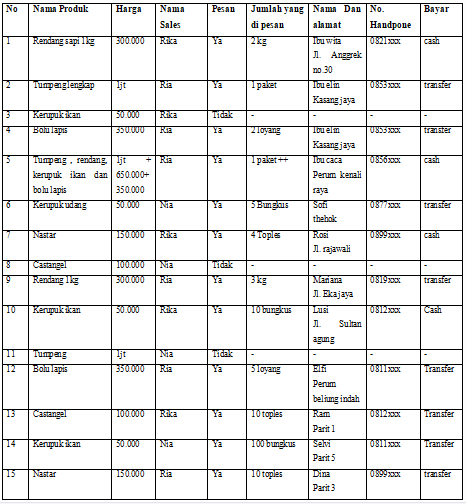 No Nama Produk Harga Nama Sales Pesan Jumlah yang di pesan Nama Dan alamat No. Handpone Bayar
1 Rendang sapi 1kg 300.000 Rika Ya 2 kg Ibu wita Jl. Anggrek no.30 0821xxx cash
2 Tumpeng lengkap 1jt Ria Ya 1 paket Ibu elin Kasang jaya 0853xxx transfer
3 Kerupuk ikan 50.000 Rika Tidak - - - -
4 Bolu lapis 350.000 Ria Ya 2 loyang Ibu elin Kasang jaya 0853xxx transfer
5 Tumpeng , rendang, kerupuk ikan dan bolu lapis 1jt + 650.000+ 350.000 Ria Ya 1 paket ++ Ibu caca Perum kenali raya 0856xxx cash
6 Kerupuk udang 50.000 Nia Ya 5 Bungkus Sofi thehok 0877xxx transfer
7 Nastar 150.000 Rika Ya 4 Toples Rosi Jl. rajawali 0899xxx cash
8 Castangel 100.000 Nia Tidak - - - -
9 Rendang 1kg 300.000 Ria Ya 3 kg Mariana Jl. Eka jaya 0819xxx transfer
10 Kerupuk ikan 50.000 Rika Ya 10 bungkus Lusi Jl. Sultan agung 0812xxx Cash
11 Tumpeng 1jt Nia Tidak - - - -
12 Bolu lapis 350.000 Ria Ya 5 loyang Elfi Perum beliung indah 0811xxx Transfer
13 Castangel 100.000 Rika Ya 10 toples Ram Parit 1 0812xxx Transfer
14 Kerupuk ikan 50.000 Nia Ya 100 bungkus Selvi Parit 5 0811xxx Transfer
15 Nastar 150.000 Ria Ya 10 toples Dina Parit 3 0899xxx transfer